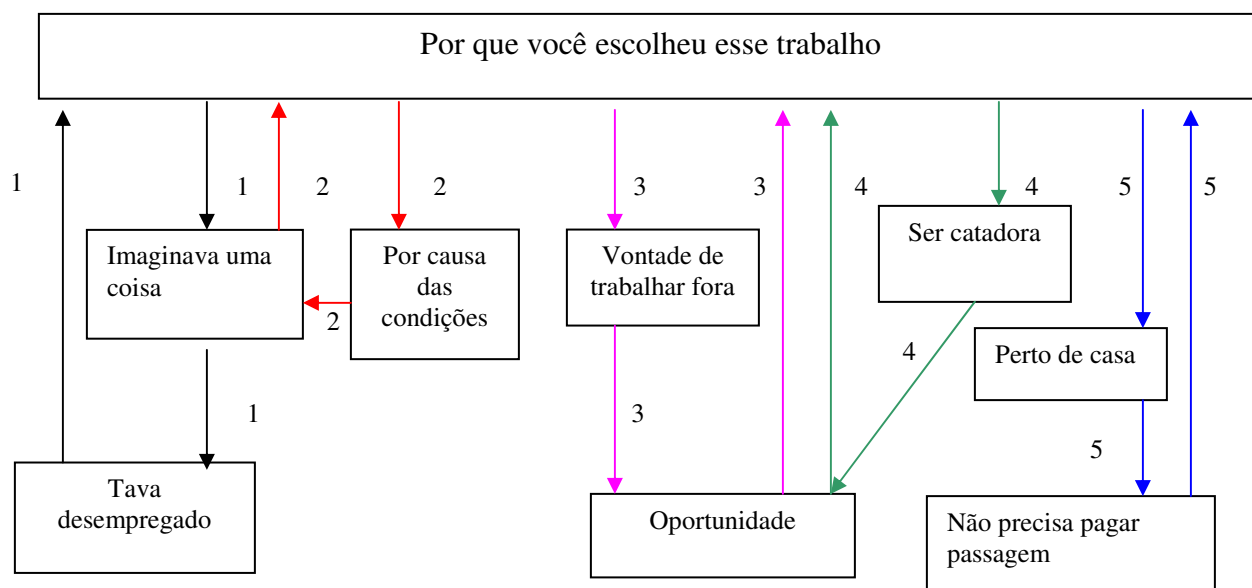 Por que você escolheu esse trabalho
1
1
2
2
3
3
4
4
5
5
Imaginava uma
coisa
Por causa
das
condições
Vontade de
trabalhar fora
Ser catadora
2
4
Perto de casa
1
3
5
Tava
desempregado
Oportunidade
Não precisa pagar
passagem